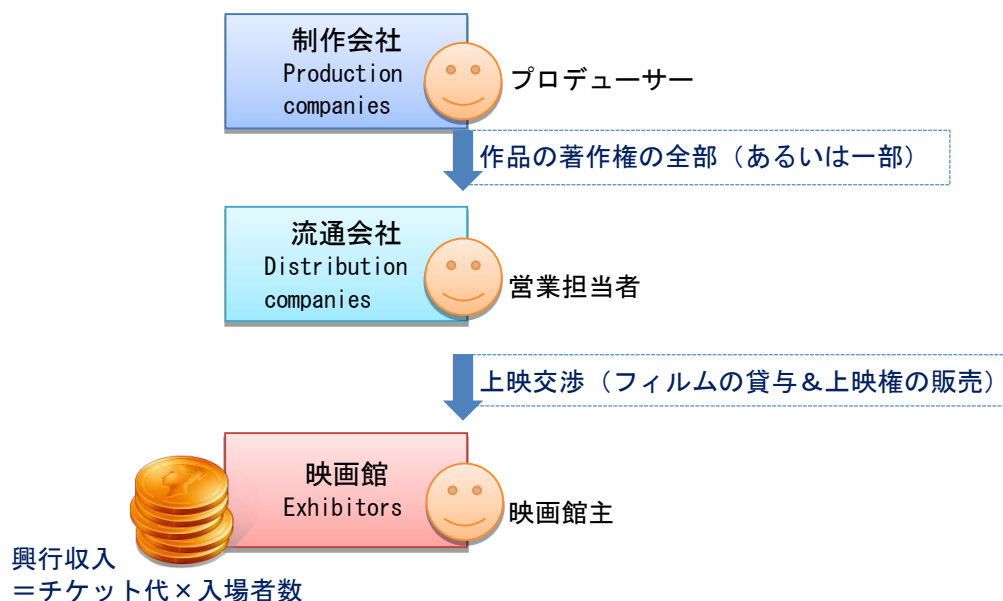 制作会社
Production
companies
プロデューサー
作品の著作権の全部（あるいは一部）
流通会社
Distribution
companies
営業担当者
上映交渉（フィルムの貸与＆上映権の販売）
映画館
Exhibitors
映画館主
興行収入
＝チケット代×入場者数